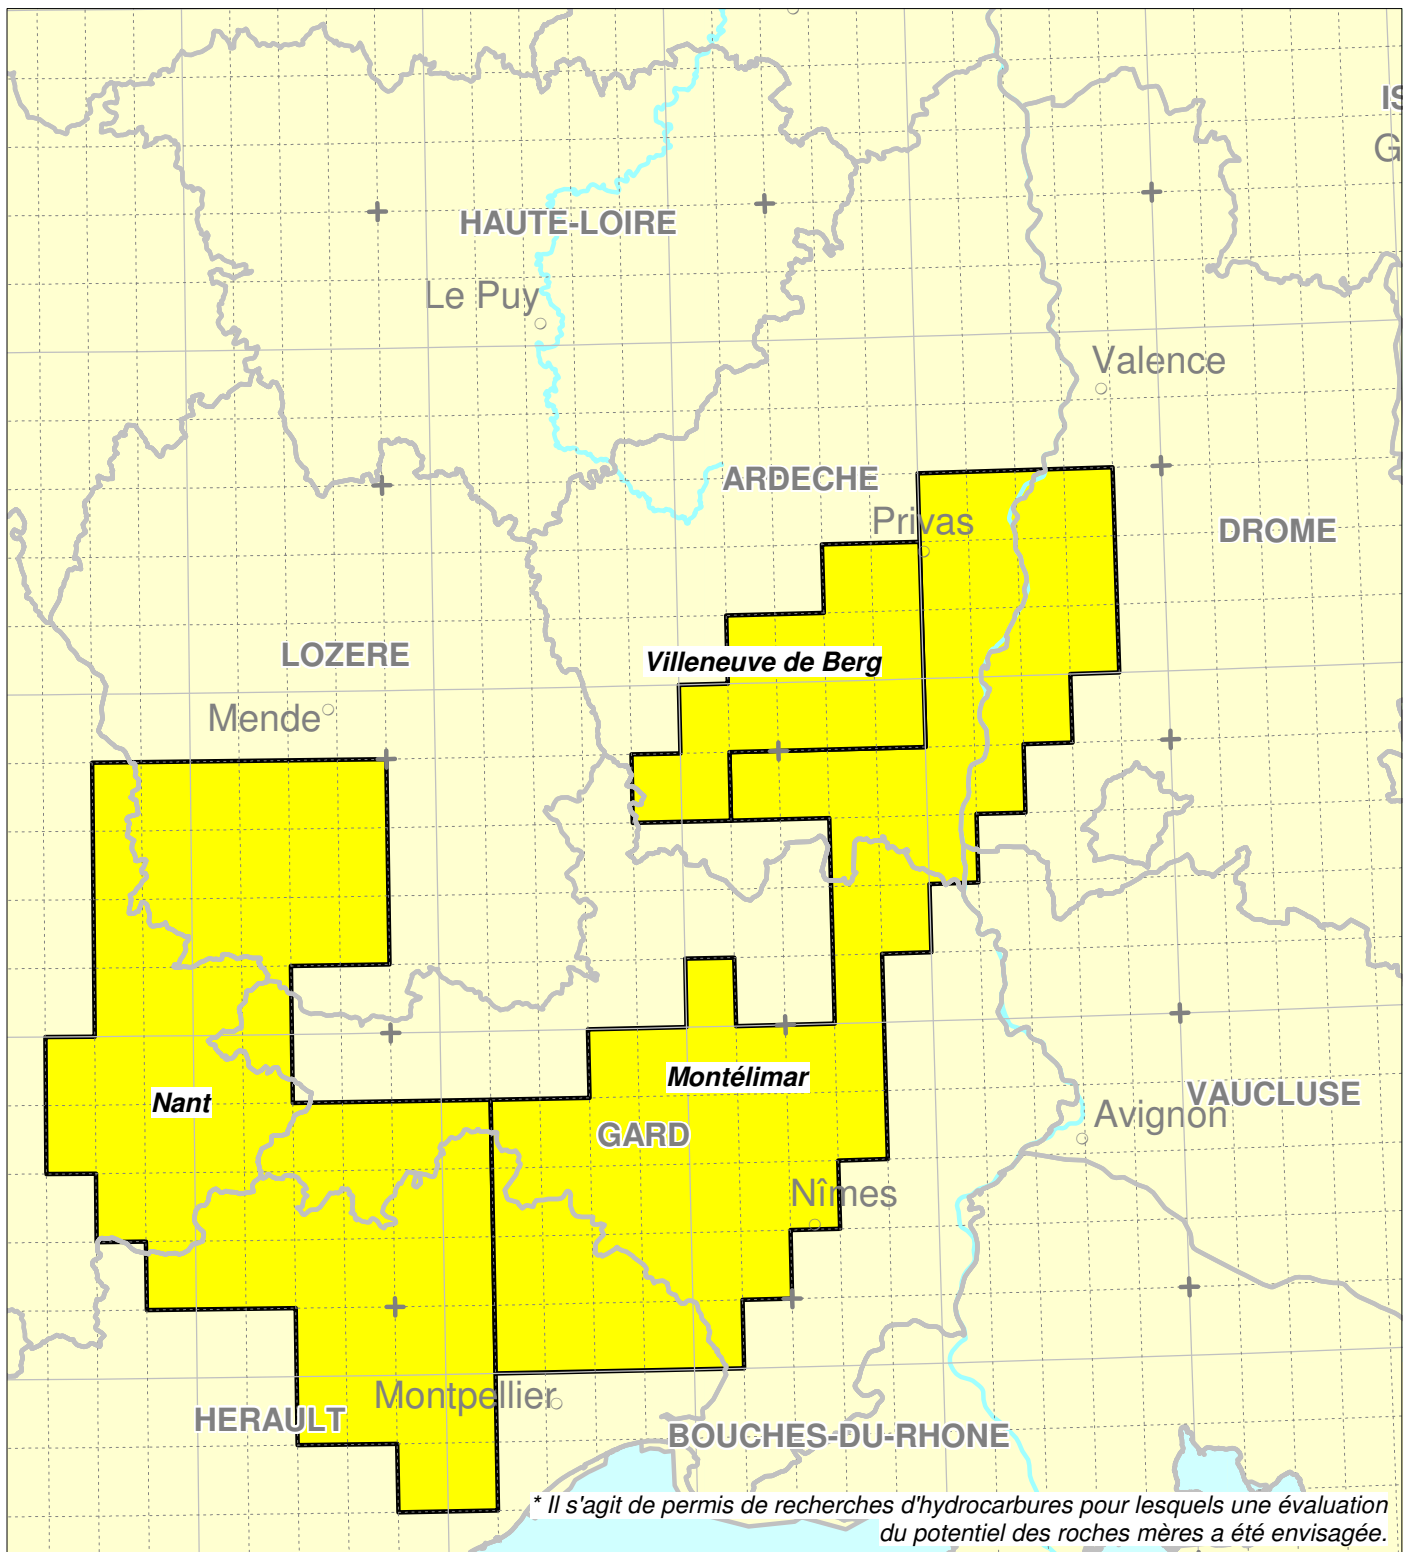 IS
G
HAUTE-LOIRE
Le Puy
Valence
ARDECHE
Privas
DROME
LOZERE
Villeneuve de Berg
Mende
Montélimar
Nant
VAUCLUSE
Avignon
GARD
Nîmes
Montpellier
HERAULT
BOUCHES-DU-RHONE
* Il s'agit de permis de recherches d'hydrocarbures pour lesquels une évaluation
du potentiel des roches mères a été envisagée.